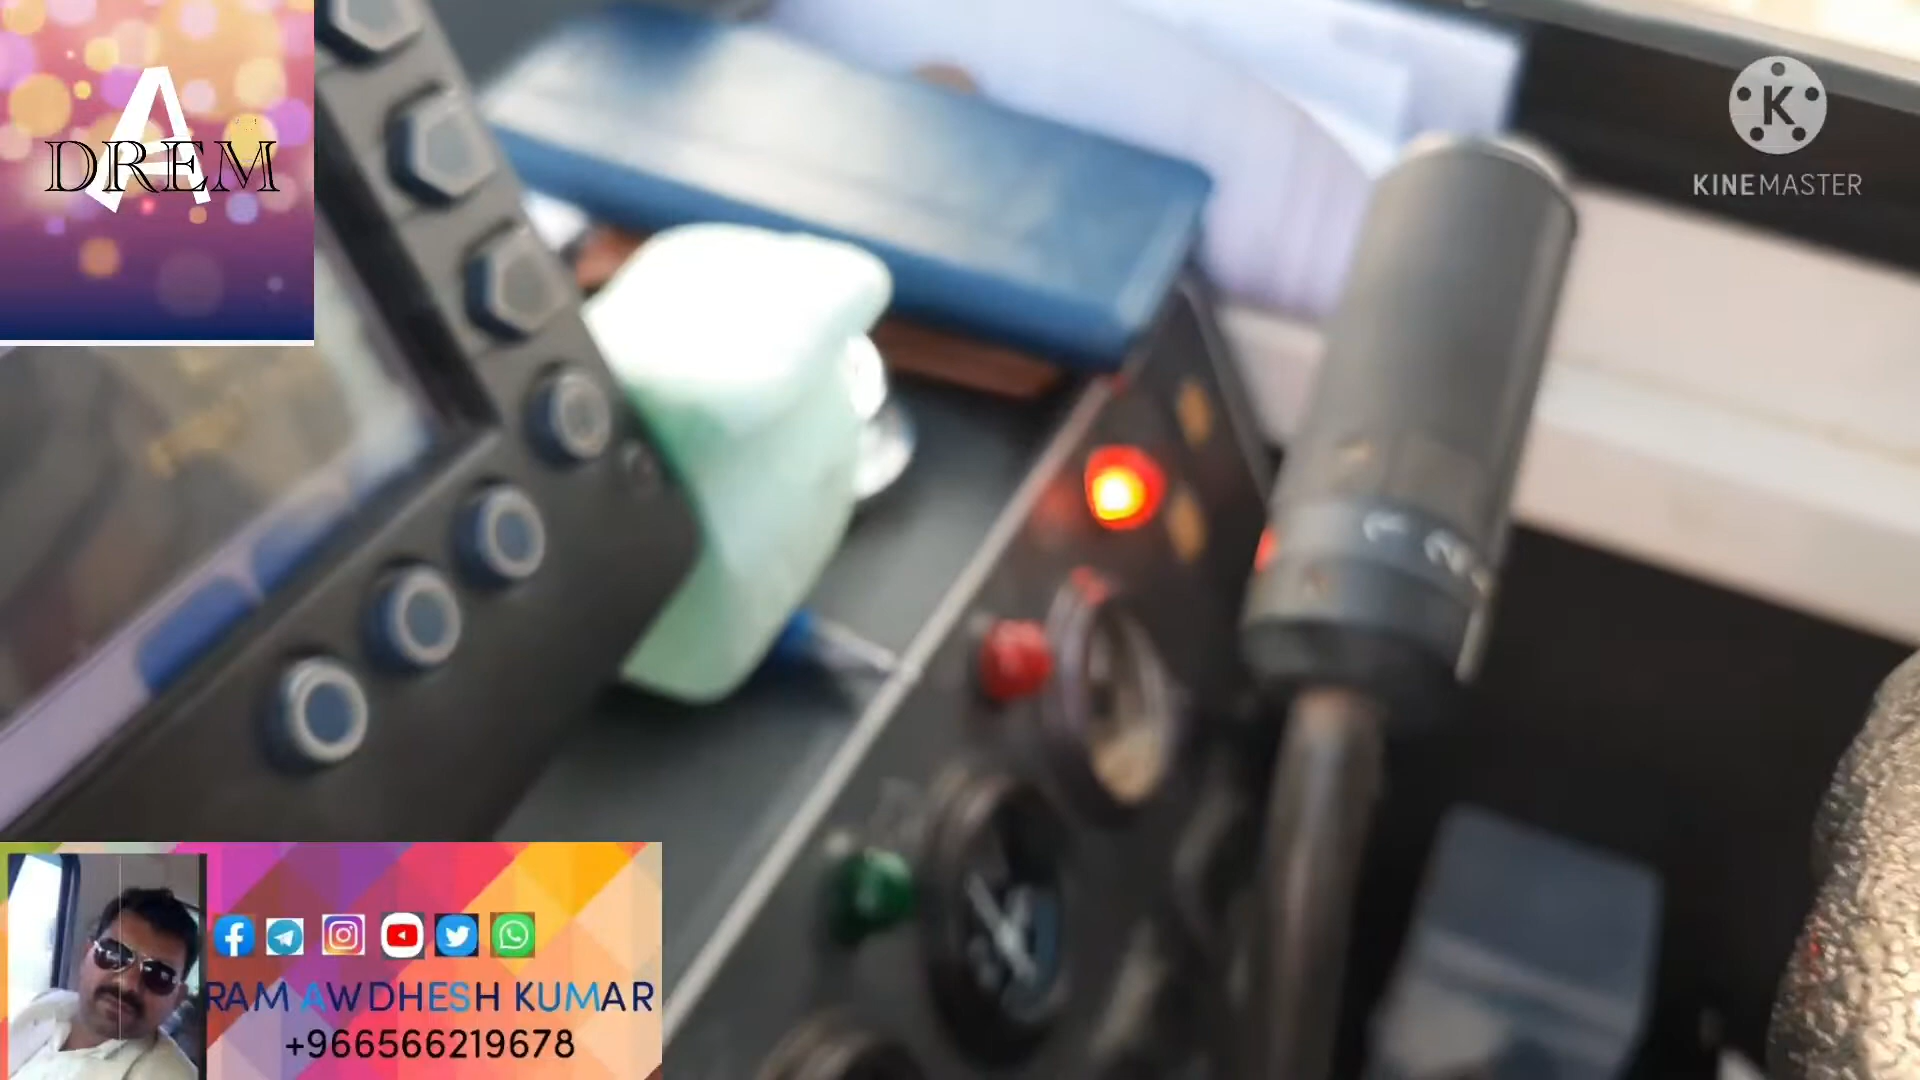 A
DREM
K
KINEMASTER
RAM AWDHESH KUMAR
+966566219678